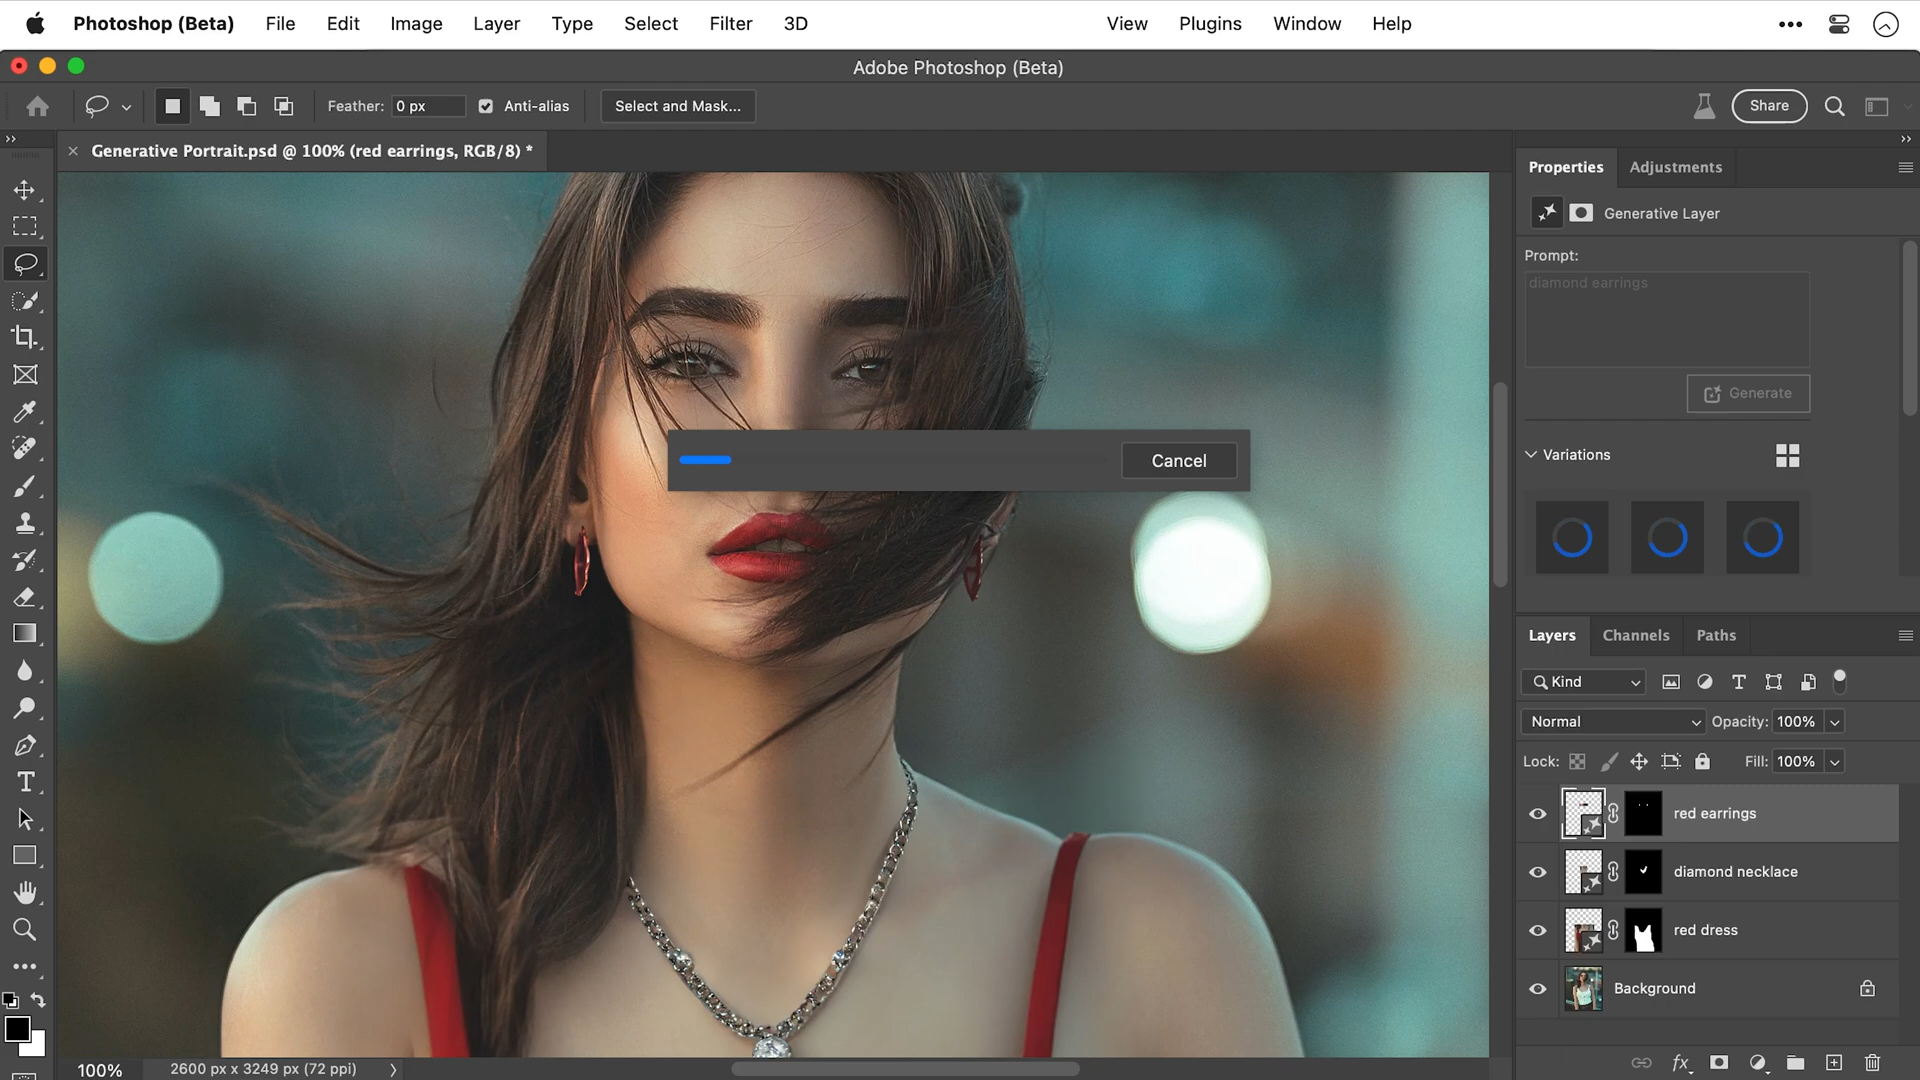 Photoshop (Beta) File Edit Image Layer Type Select Filter 3D View Plugins Window Help
Adobe Photoshop (Beta)
Feather: 0 px Anti-alias Select and Mask... Share
Generative Portrait.psd @ 100% (red earrings, RGB/8) *
Properties Adjustments
Generative Layer
Prompt:
diamond earrings
Generate
Variations
Cancel
Layers Channels Paths
Kind
Normal Opacity: 100%
Lock: Fill: 100%
red earrings
diamond necklace
red dress
Background
100% 2600 px x 3249 px (72 ppi)
fx